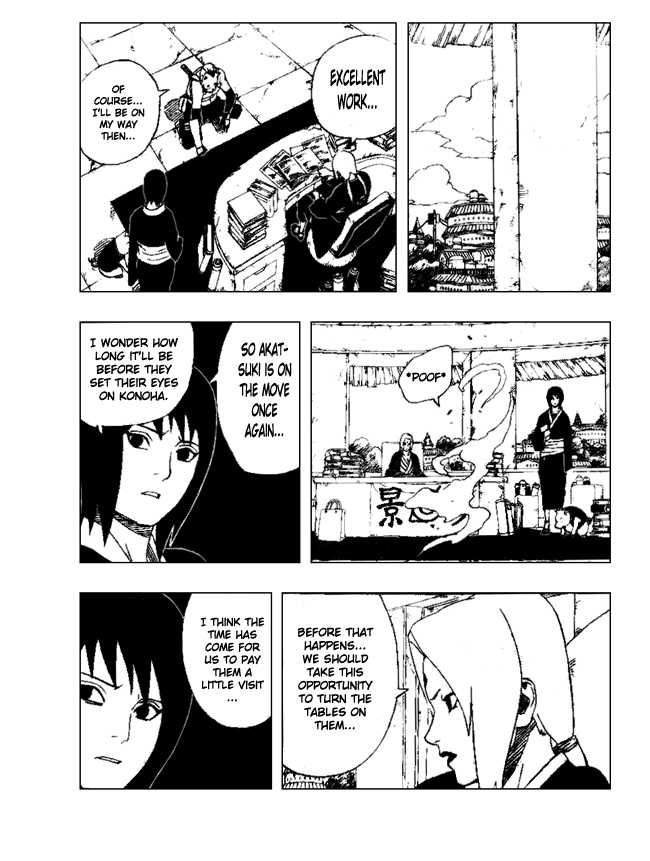 EXCELLENT
WORK...
OF
COURSE...
I'LL BE ON
MY WAY
THEN...
*POOF*
景
SO AKAT-
SUKI IS ON
THE MOVE
ONCE
AGAIN...
I WONDER HOW
LONG IT'LL BE
BEFORE THEY
SET THEIR EYES
ON KONOHA.
BEFORE THAT
HAPPENS...
WE SHOULD
TAKE THIS
OPPORTUNITY
TO TURN
THE TABLES ON
THEM...
I THINK THE
TIME HAS
COME FOR
US TO PAY
THEM A
LITTLE VISIT
...